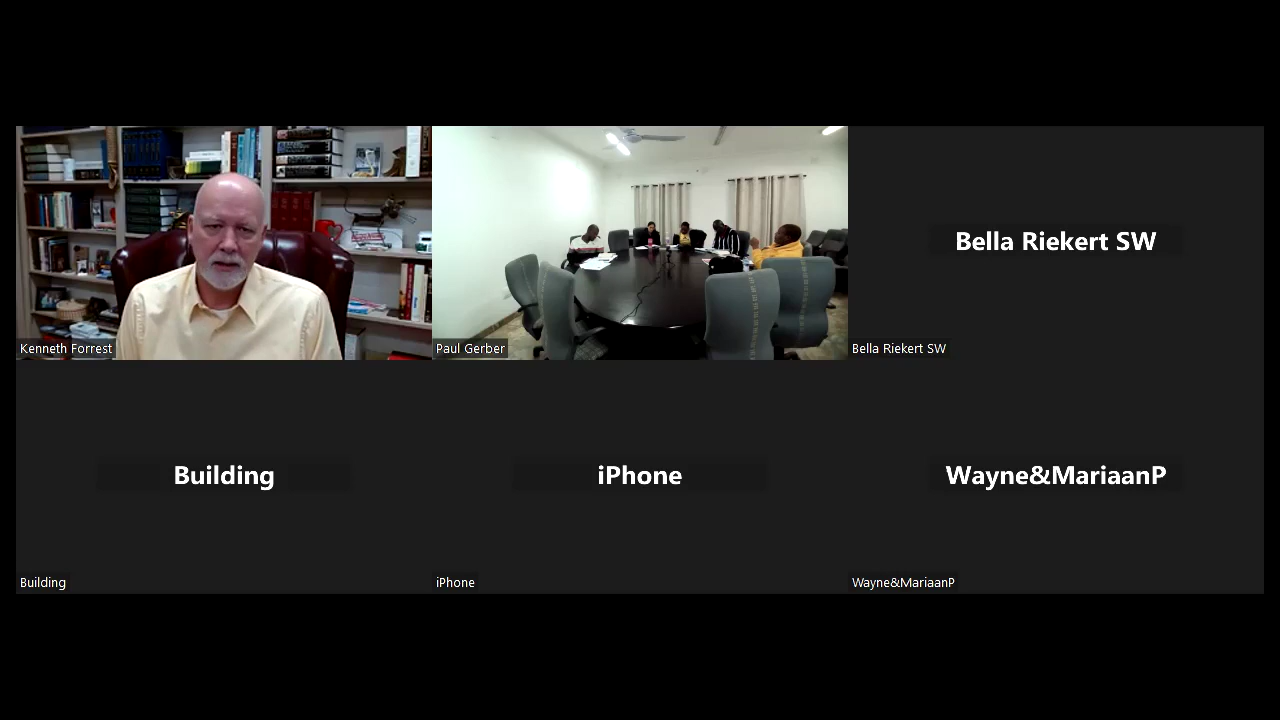 Kenneth Forrest
Paul Gerber
Bella Riekert SW
Bella Riekert SW
Building
iPhone
Wayne&MariaanP
Building
iPhone
Wayne&MariaanP